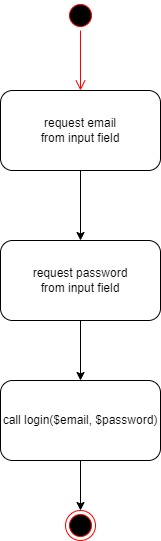 request email
from input field
request password
from input field
call login($email, $password)